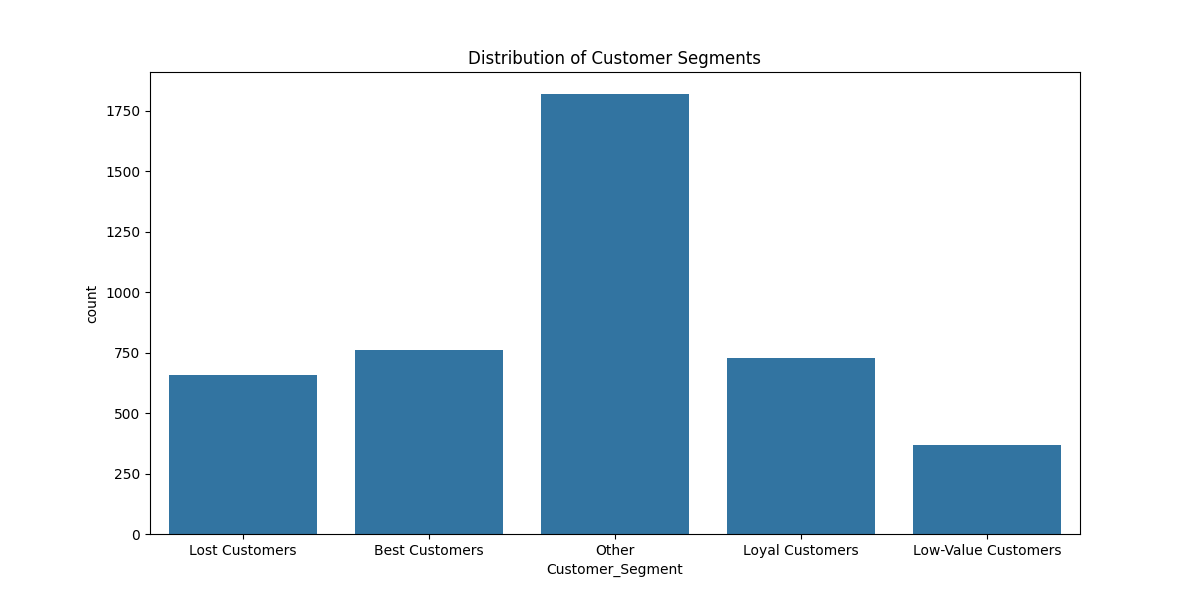 Distribution of Customer Segments
1750
1500
1250
1000
750
500
250
0
count
Lost Customers Best Customers Other Loyal Customers Low-Value Customers
Customer_Segment